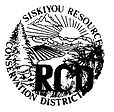 SISKIYOU RESOURCE
CONSERVATION DISTRICT
RCD